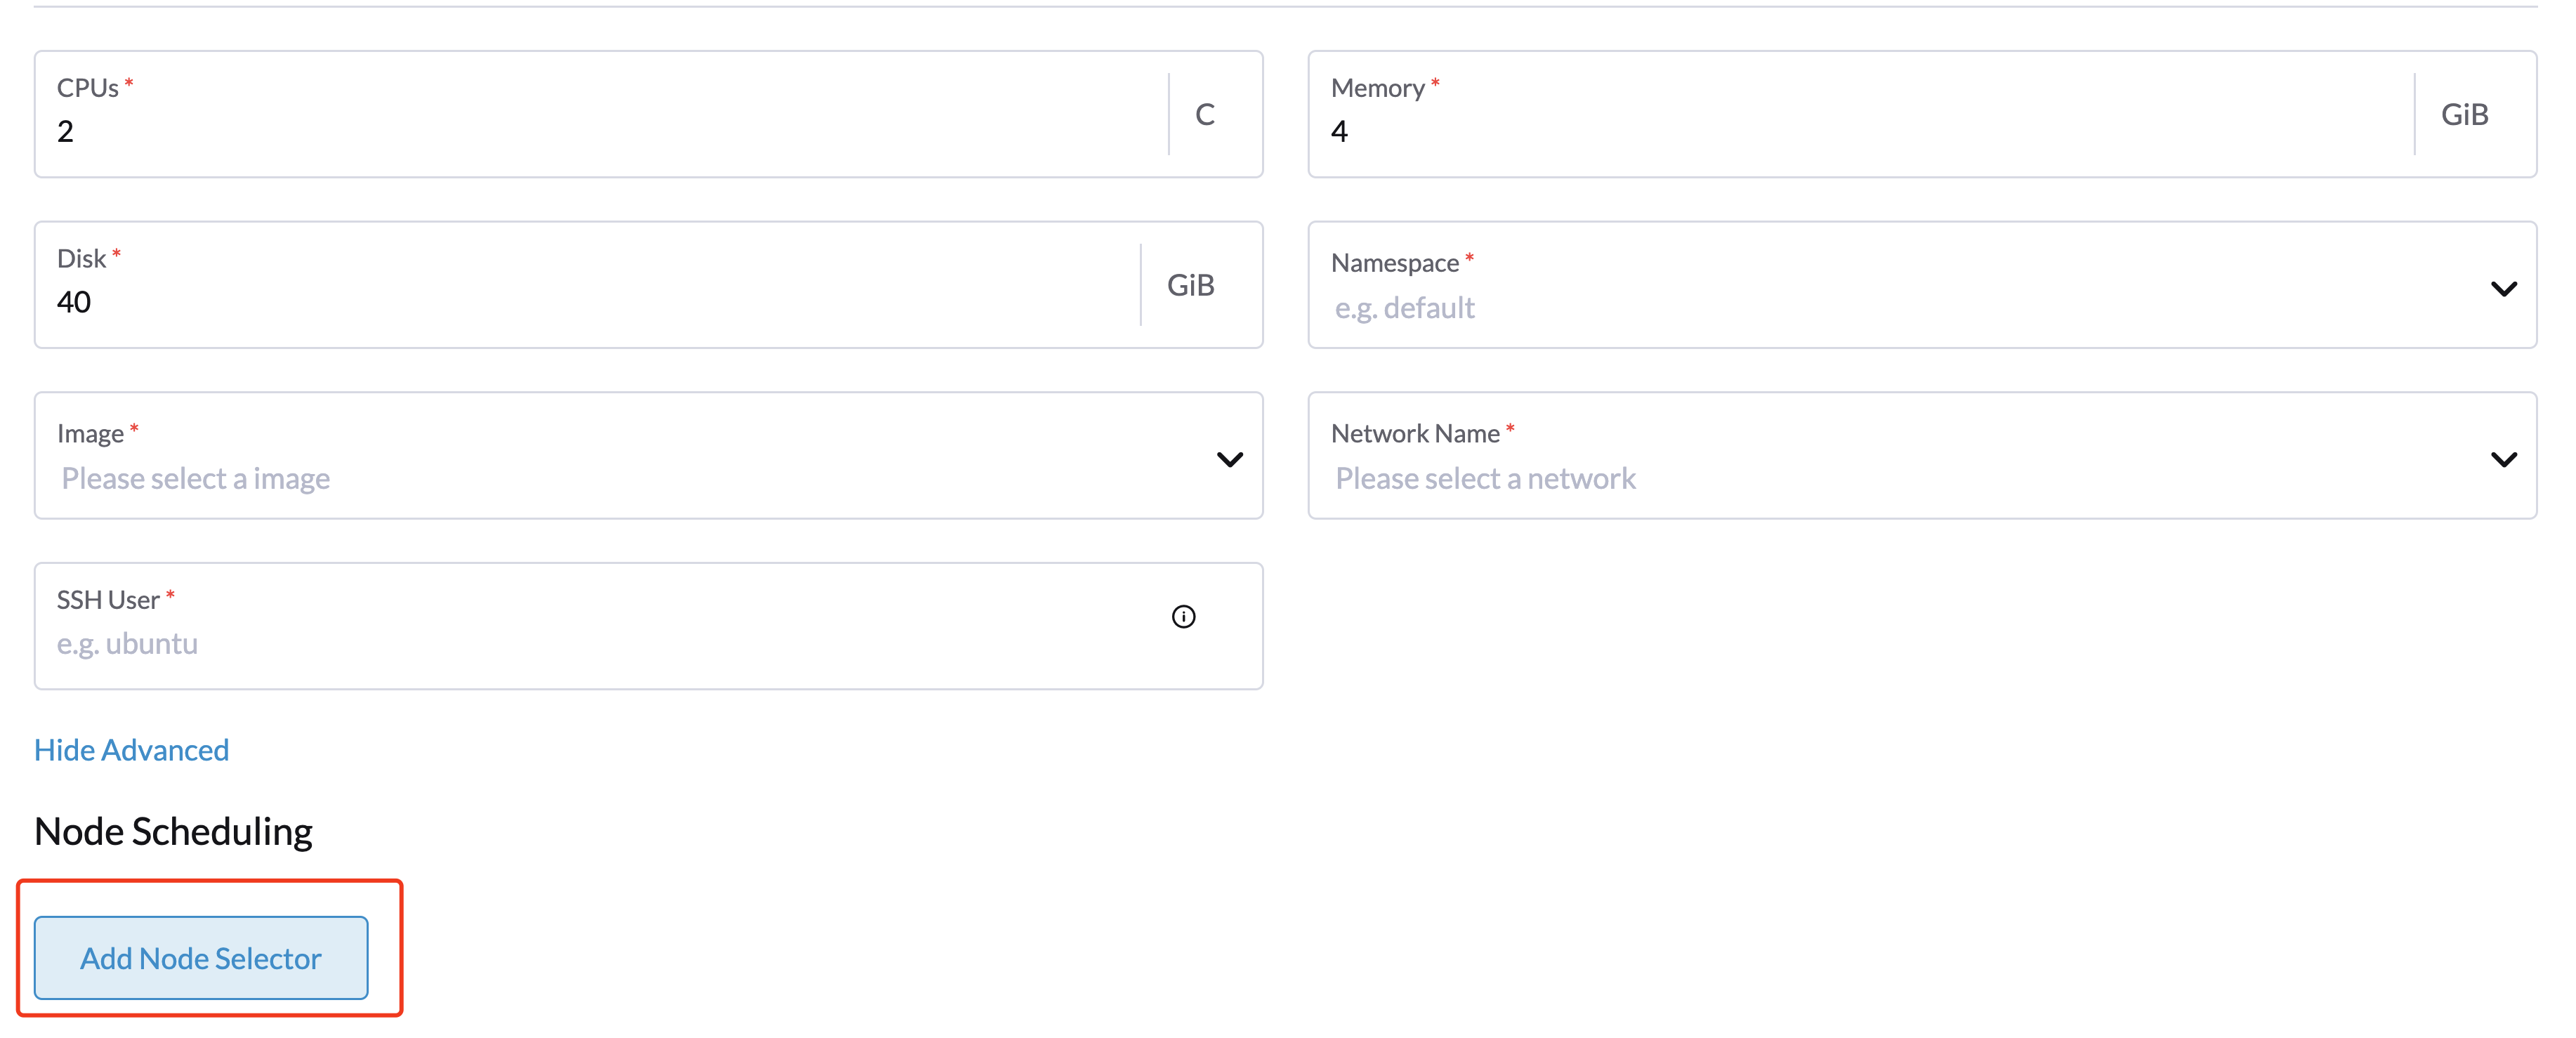 CPUs *
2
C
Memory *
4
GiB
Disk *
40
GiB
Namespace *
e.g. default
Image *
Please select a image
Network Name *
Please select a network
SSH User *
e.g. ubuntu
Hide Advanced
Node Scheduling
Add Node Selector